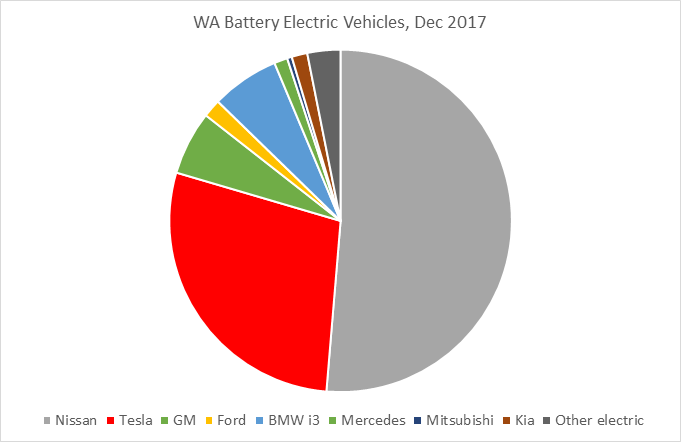 WA Battery Electric Vehicles, Dec 2017
Nissan Tesla GM Ford BMW i3 Mercedes Mitsubishi Kia Other electric